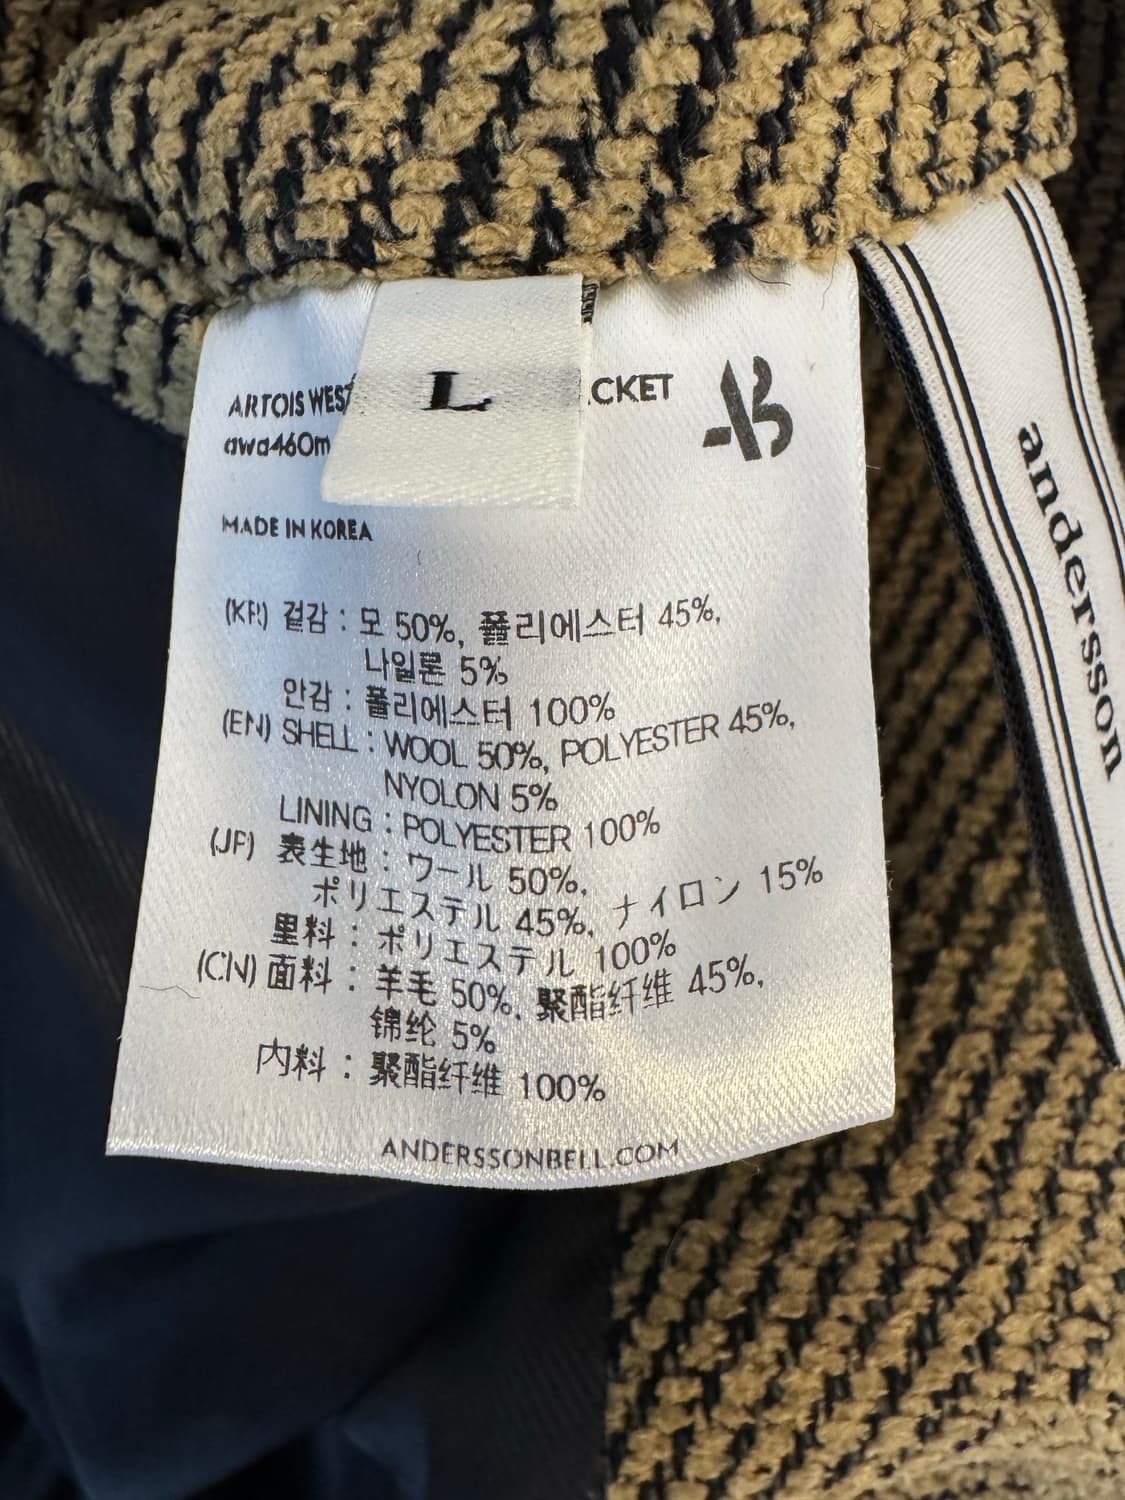 ARTOIS WEST
L
CKET
awa460m
MADE IN KOREA
(KR) 겉감 : 모 50%, 폴리에스터 45%,
나일론 5%
안감 : 폴리에스터 100%
(EN) SHELL : WOOL 50%, POLYESTER 45%,
NYOLON 5%
LINING : POLYESTER 100%
(JP) 表生地 : ウール 50%,
ポリエステル 45%, ナイロン 15%
里料 : ポリエステル 100%
(CN) 面料 : 羊毛 50%, 聚酯纤维 45%,
锦纶 5%
内料 : 聚酯纤维 100%
ANDERSSONBELL.COM
andersson